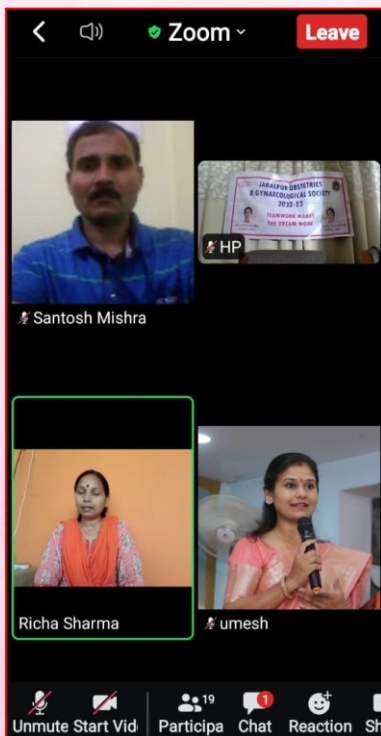 Zoom
Leave
JABALPUR OBSTETRICS
& GYNAECOLOGICAL SOCIETY
2022-23
TEAMWORK MAKES
THE DREAM WORK
HP
Santosh Mishra
Richa Sharma
umesh
19
1
Unmute
Start Vid
Participa
Chat
Reaction
Sh